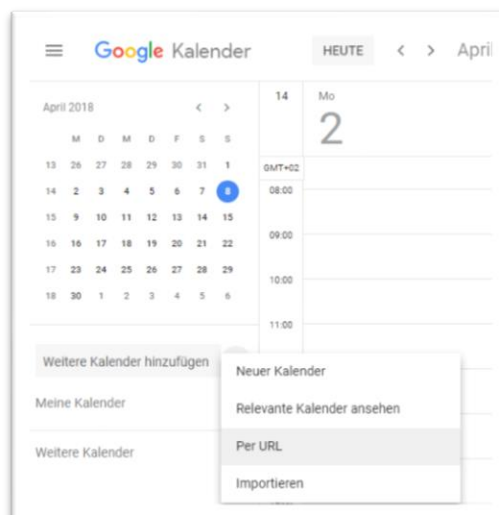 Google Kalender
HEUTE < > April
April 2018 < >
M D M D F S S
13 26 27 28 29 30 31 1
14 2 3 4 5 6 7 8
15 9 10 11 12 13 14 15
16 16 17 18 19 20 21 22
17 23 24 25 26 27 28 29
18 30 1 2 3 4 5 6
14 Mo
2
GMT+02
08:00
09:00
10:00
11:00
Weitere Kalender hinzufügen
Meine Kalender
Weitere Kalender
Neuer Kalender
Relevante Kalender ansehen
Per URL
Importieren